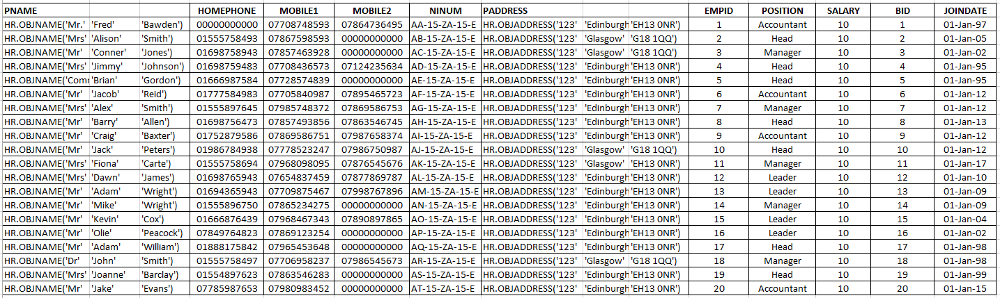 PNAME HOMEPHONE MOBILE1 MOBILE2 NINUM PADDRESS EMPID POSITION SALARY BID JOINDATE
HR.OBJNAME('Mr.' 'Fred' 'Bawden') 00000000000 07708748593 07864736495 AA-15-ZA-15-E HR.OBJADDRESS('123' 'Edinburgh 'EH13 0NR') 1 Accountant 10 1 01-Jan-97
HR.OBJNAME('Mrs' 'Alison' 'Smith') 01555758493 07867598593 00000000000 AB-15-ZA-15-E HR.OBJADDRESS('123' 'Glasgow' 'G18 1QQ') 2 Head 10 2 01-Jan-05
HR.OBJNAME('Mr' 'Conner' 'Jones') 01698758943 07857463928 00000000000 AC-15-ZA-15-E HR.OBJADDRESS('123' 'Glasgow' 'G18 1QQ') 3 Manager 10 3 01-Jan-02
HR.OBJNAME('Mrs' 'Jimmy' 'Johnson') 01698759483 07708436573 07124235634 AD-15-ZA-15-E HR.OBJADDRESS('123' 'Edinburgh 'EH13 0NR') 4 Head 10 4 01-Jan-95
HR.OBJNAME('Com 'Brian' 'Gordon') 01666987584 07728574839 00000000000 AE-15-ZA-15-E HR.OBJADDRESS('123' 'Edinburgh 'EH13 0NR') 5 Head 10 5 01-Jan-95
HR.OBJNAME('Mr' 'Jacob' 'Reid') 01777584983 07705840987 07895465723 AF-15-ZA-15-E HR.OBJADDRESS('123' 'Edinburgh 'EH13 0NR') 6 Accountant 10 6 01-Jan-12
HR.OBJNAME('Mrs' 'Alex' 'Smith') 01555897645 07985748372 07869586753 AG-15-ZA-15-E HR.OBJADDRESS('123' 'Edinburgh 'EH13 0NR') 7 Manager 10 7 01-Jan-12
HR.OBJNAME('Mr' 'Barry' 'Allen') 01698756473 07857493856 07863546745 AH-15-ZA-15-E HR.OBJADDRESS('123' 'Edinburgh 'EH13 0NR') 8 Head 10 8 01-Jan-13
HR.OBJNAME('Mr' 'Craig' 'Baxter') 01752879586 07869586751 07987658374 AI-15-ZA-15-E HR.OBJADDRESS('123' 'Edinburgh 'EH13 0NR') 9 Accountant 10 9 01-Jan-12
HR.OBJNAME('Mr' 'Jack' 'Peters') 01986784938 07778523247 07986750987 AJ-15-ZA-15-E HR.OBJADDRESS('123' 'Glasgow' 'G18 1QQ') 10 Head 10 10 01-Jan-12
HR.OBJNAME('Mrs' 'Fiona' 'Carte') 01555758694 07968098095 07876545676 AK-15-ZA-15-E HR.OBJADDRESS('123' 'Glasgow' 'EH13 0NR') 11 Manager 10 11 01-Jan-17
HR.OBJNAME('Mrs' 'Dawn' 'James') 01698765943 07654837459 07877869787 AL-15-ZA-15-E HR.OBJADDRESS('123' 'Edinburgh 'EH13 0NR') 12 Leader 10 12 01-Jan-10
HR.OBJNAME('Mr' 'Adam' 'Wright') 01694365943 07709875467 07998767896 AM-15-ZA-15-E HR.OBJADDRESS('123' 'Edinburgh 'EH13 0NR') 13 Leader 10 13 01-Jan-09
HR.OBJNAME('Mr' 'Mike' 'Wright') 01555896750 07865234275 00000000000 AN-15-ZA-15-E HR.OBJADDRESS('123' 'Edinburgh 'EH13 0NR') 14 Manager 10 14 01-Jan-09
HR.OBJNAME('Mr' 'Kevin' 'Cox') 01666876439 07968467343 07890897865 AO-15-ZA-15-E HR.OBJADDRESS('123' 'Edinburgh 'EH13 0NR') 15 Leader 10 15 01-Jan-04
HR.OBJNAME('Mr' 'Olie' 'Peacock') 07849764823 07869123254 00000000000 AP-15-ZA-15-E HR.OBJADDRESS('123' 'Edinburgh 'EH13 0NR') 16 Leader 10 16 01-Jan-02
HR.OBJNAME('Mr' 'Adam' 'William') 01888175842 07965453648 00000000000 AQ-15-ZA-15-E HR.OBJADDRESS('123' 'Edinburgh 'EH13 0NR') 17 Head 10 17 01-Jan-98
HR.OBJNAME('Dr' 'John' 'Smith') 01555758497 07706958237 07986545673 AR-15-ZA-15-E HR.OBJADDRESS('123' 'Glasgow' 'G18 1QQ') 18 Manager 10 18 01-Jan-98
HR.OBJNAME('Mrs' 'Joanne' 'Barclay') 01554897623 07863546283 00000000000 AS-15-ZA-15-E HR.OBJADDRESS('123' 'Edinburgh 'EH13 0NR') 19 Head 10 19 01-Jan-99
HR.OBJNAME('Mr' 'Jake' 'Evans') 07785987653 07980983452 00000000000 AT-15-ZA-15-E HR.OBJADDRESS('123' 'Edinburgh 'EH13 0NR') 20 Accountant 10 20 01-Jan-15